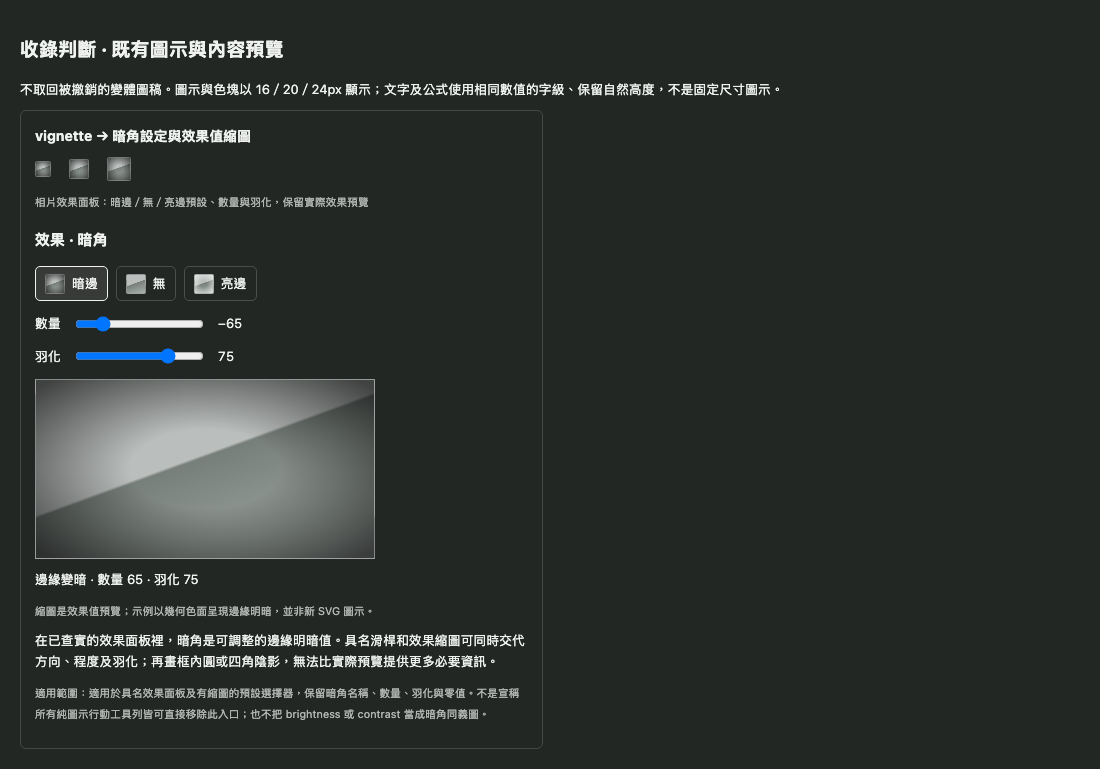 收錄判斷 · 既有圖示與內容預覽
不取回被撤銷的變體圖稿。圖示與色塊以 16 / 20 / 24px 顯示；文字及公式使用相同數值的字級、保留自然高度，不是固定尺寸圖示。
vignette → 暗角設定與效果值縮圖
相片效果面板：暗邊 / 無 / 亮邊預設、數量與羽化，保留實際效果預覽
效果 · 暗角
暗邊 無 亮邊
數量 −65
羽化 75
邊緣變暗 · 數量 65 · 羽化 75
縮圖是效果值預覽；示例以幾何色面呈現邊緣明暗，並非新 SVG 圖示。
在已查實的效果面板裡，暗角是可調整的邊緣明暗值。具名滑桿和效果縮圖可同時交代
方向、程度及羽化；再畫框內圓或四角陰影，無法比實際預覽提供更多必要資訊。
適用範圍：適用於具名效果面板及有縮圖的預設選擇器，保留暗角名稱、數量、羽化與零值。不是宣稱
所有純圖示行動工具列皆可直接移除此入口；也不把 brightness 或 contrast 當成暗角同義圖。